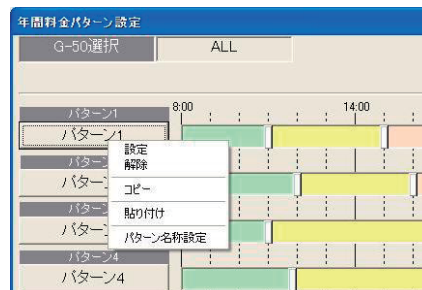 年間料金パターン設定
G-50選択 ALL
パターン1 8:00 14:00
パターン1
設定
解除
コピー
貼り付け
パターン名称設定
パターン4
パターン4